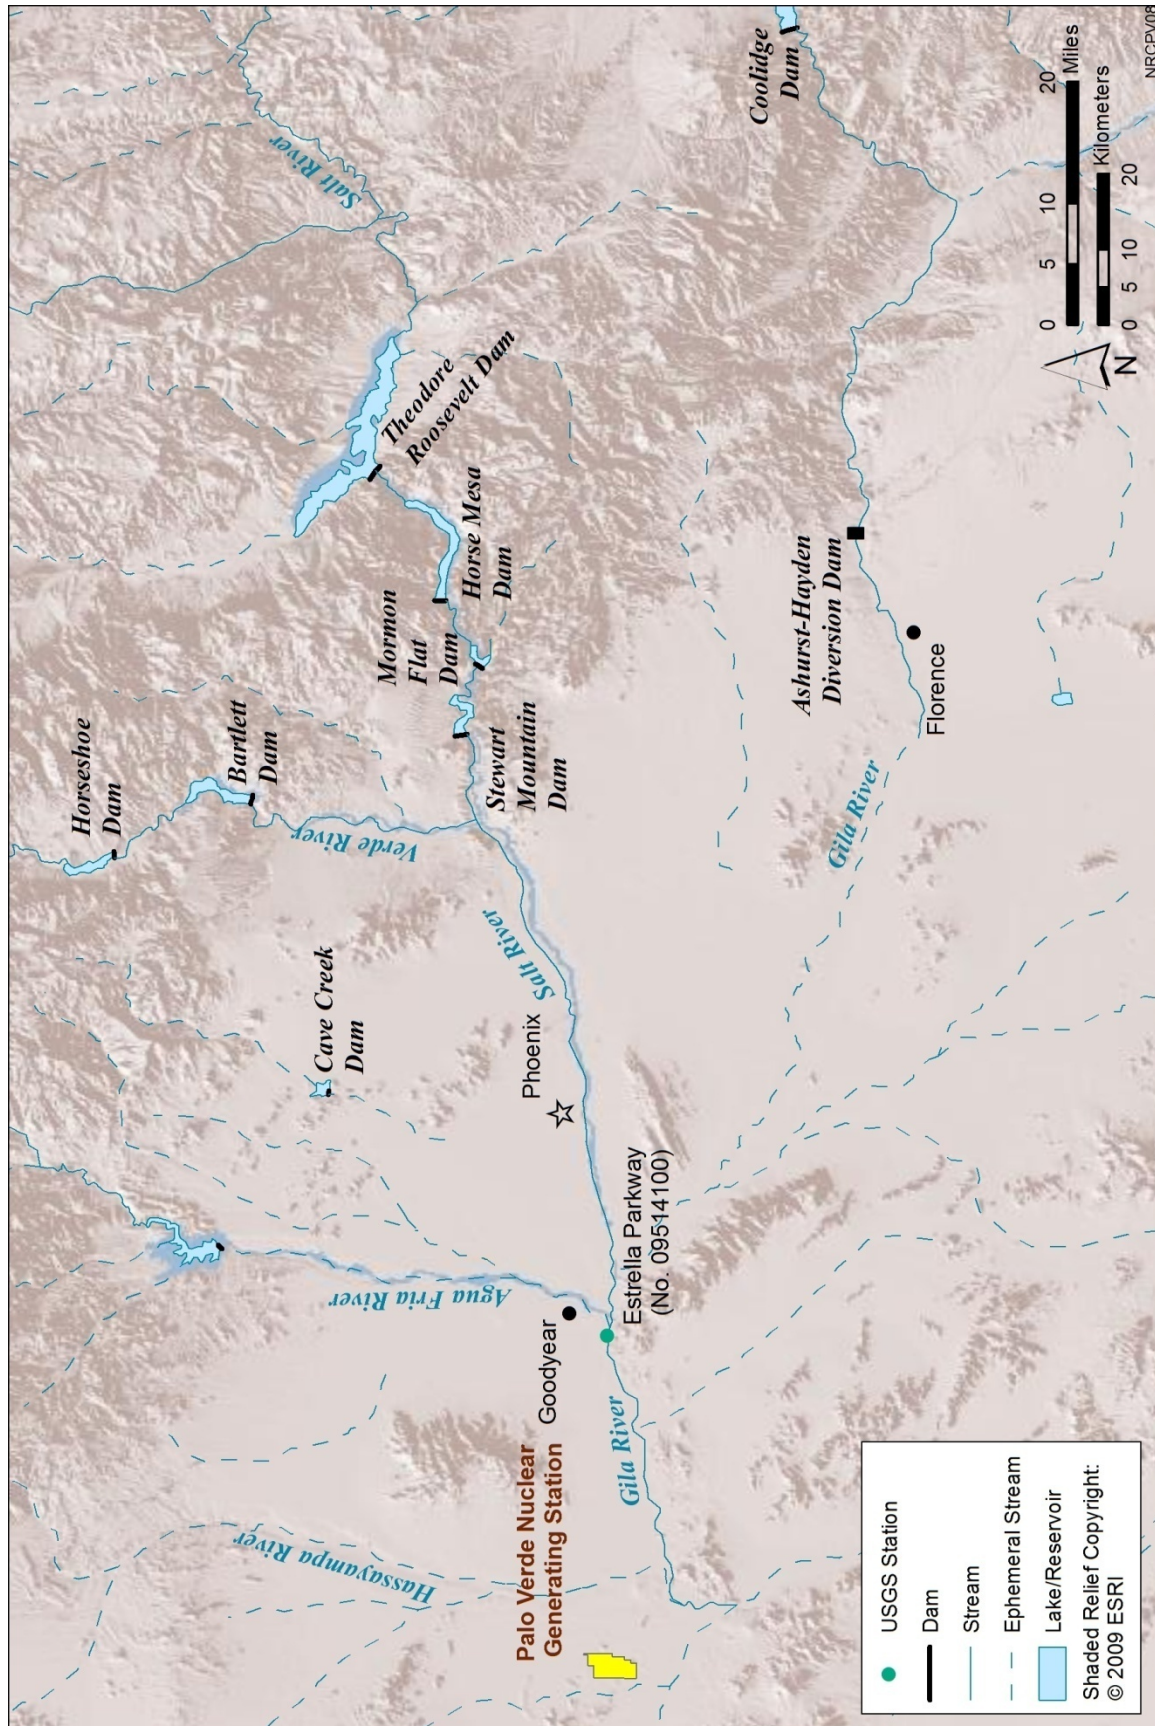 Horseshoe
Dam
Bartlett
Dam
Verde River
Cave Creek
Dam
Salt River
Salt River
Theodore
Roosevelt Dam
Horse Mesa
Dam
Mormon
Flat
Dam
Stewart
Mountain
Dam
Phoenix
Agua Fria River
Goodyear
Estrella Parkway
(No. 09514100)
Hassayampa River
Palo Verde Nuclear
Generating Station
Gila River
Gila River
Ashurst-Hayden
Diversion Dam
Florence
Coolidge
Dam
USGS Station
Dam
Stream
Ephemeral Stream
Lake/Reservoir
Shaded Relief Copyright:
© 2009 ESRI
N
0 5 10 20
Miles
Kilometers
0 5 10 20
NRCPV08